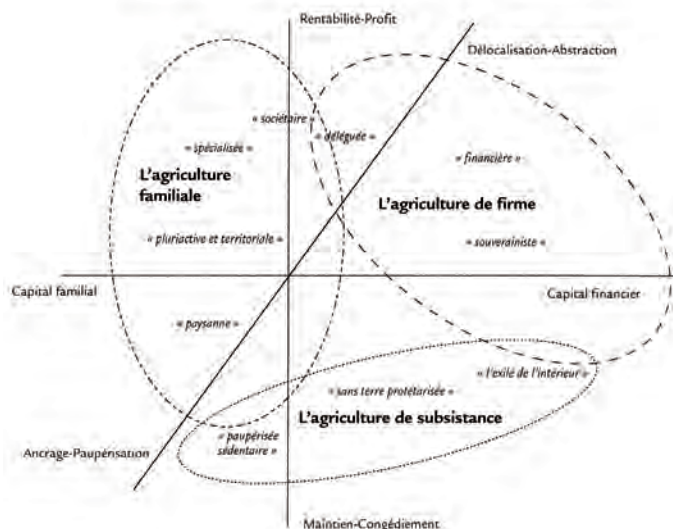 Rentabilité-Profit
Délocalisation-Abstraction
« sociétaire »
« déléguée »
« spécialisée »
« financière »
L'agriculture
familiale
L'agriculture de firme
« pluriactive et territoriale »
« souverainiste »
Capital familial
Capital financier
« paysanne »
« l'exilé de l'intérieur »
« sans terre protétarisée »
L'agriculture de subsistance
« paupérisée
sédentaire »
Ancrage-Paupérisation
Maintien-Congédiement